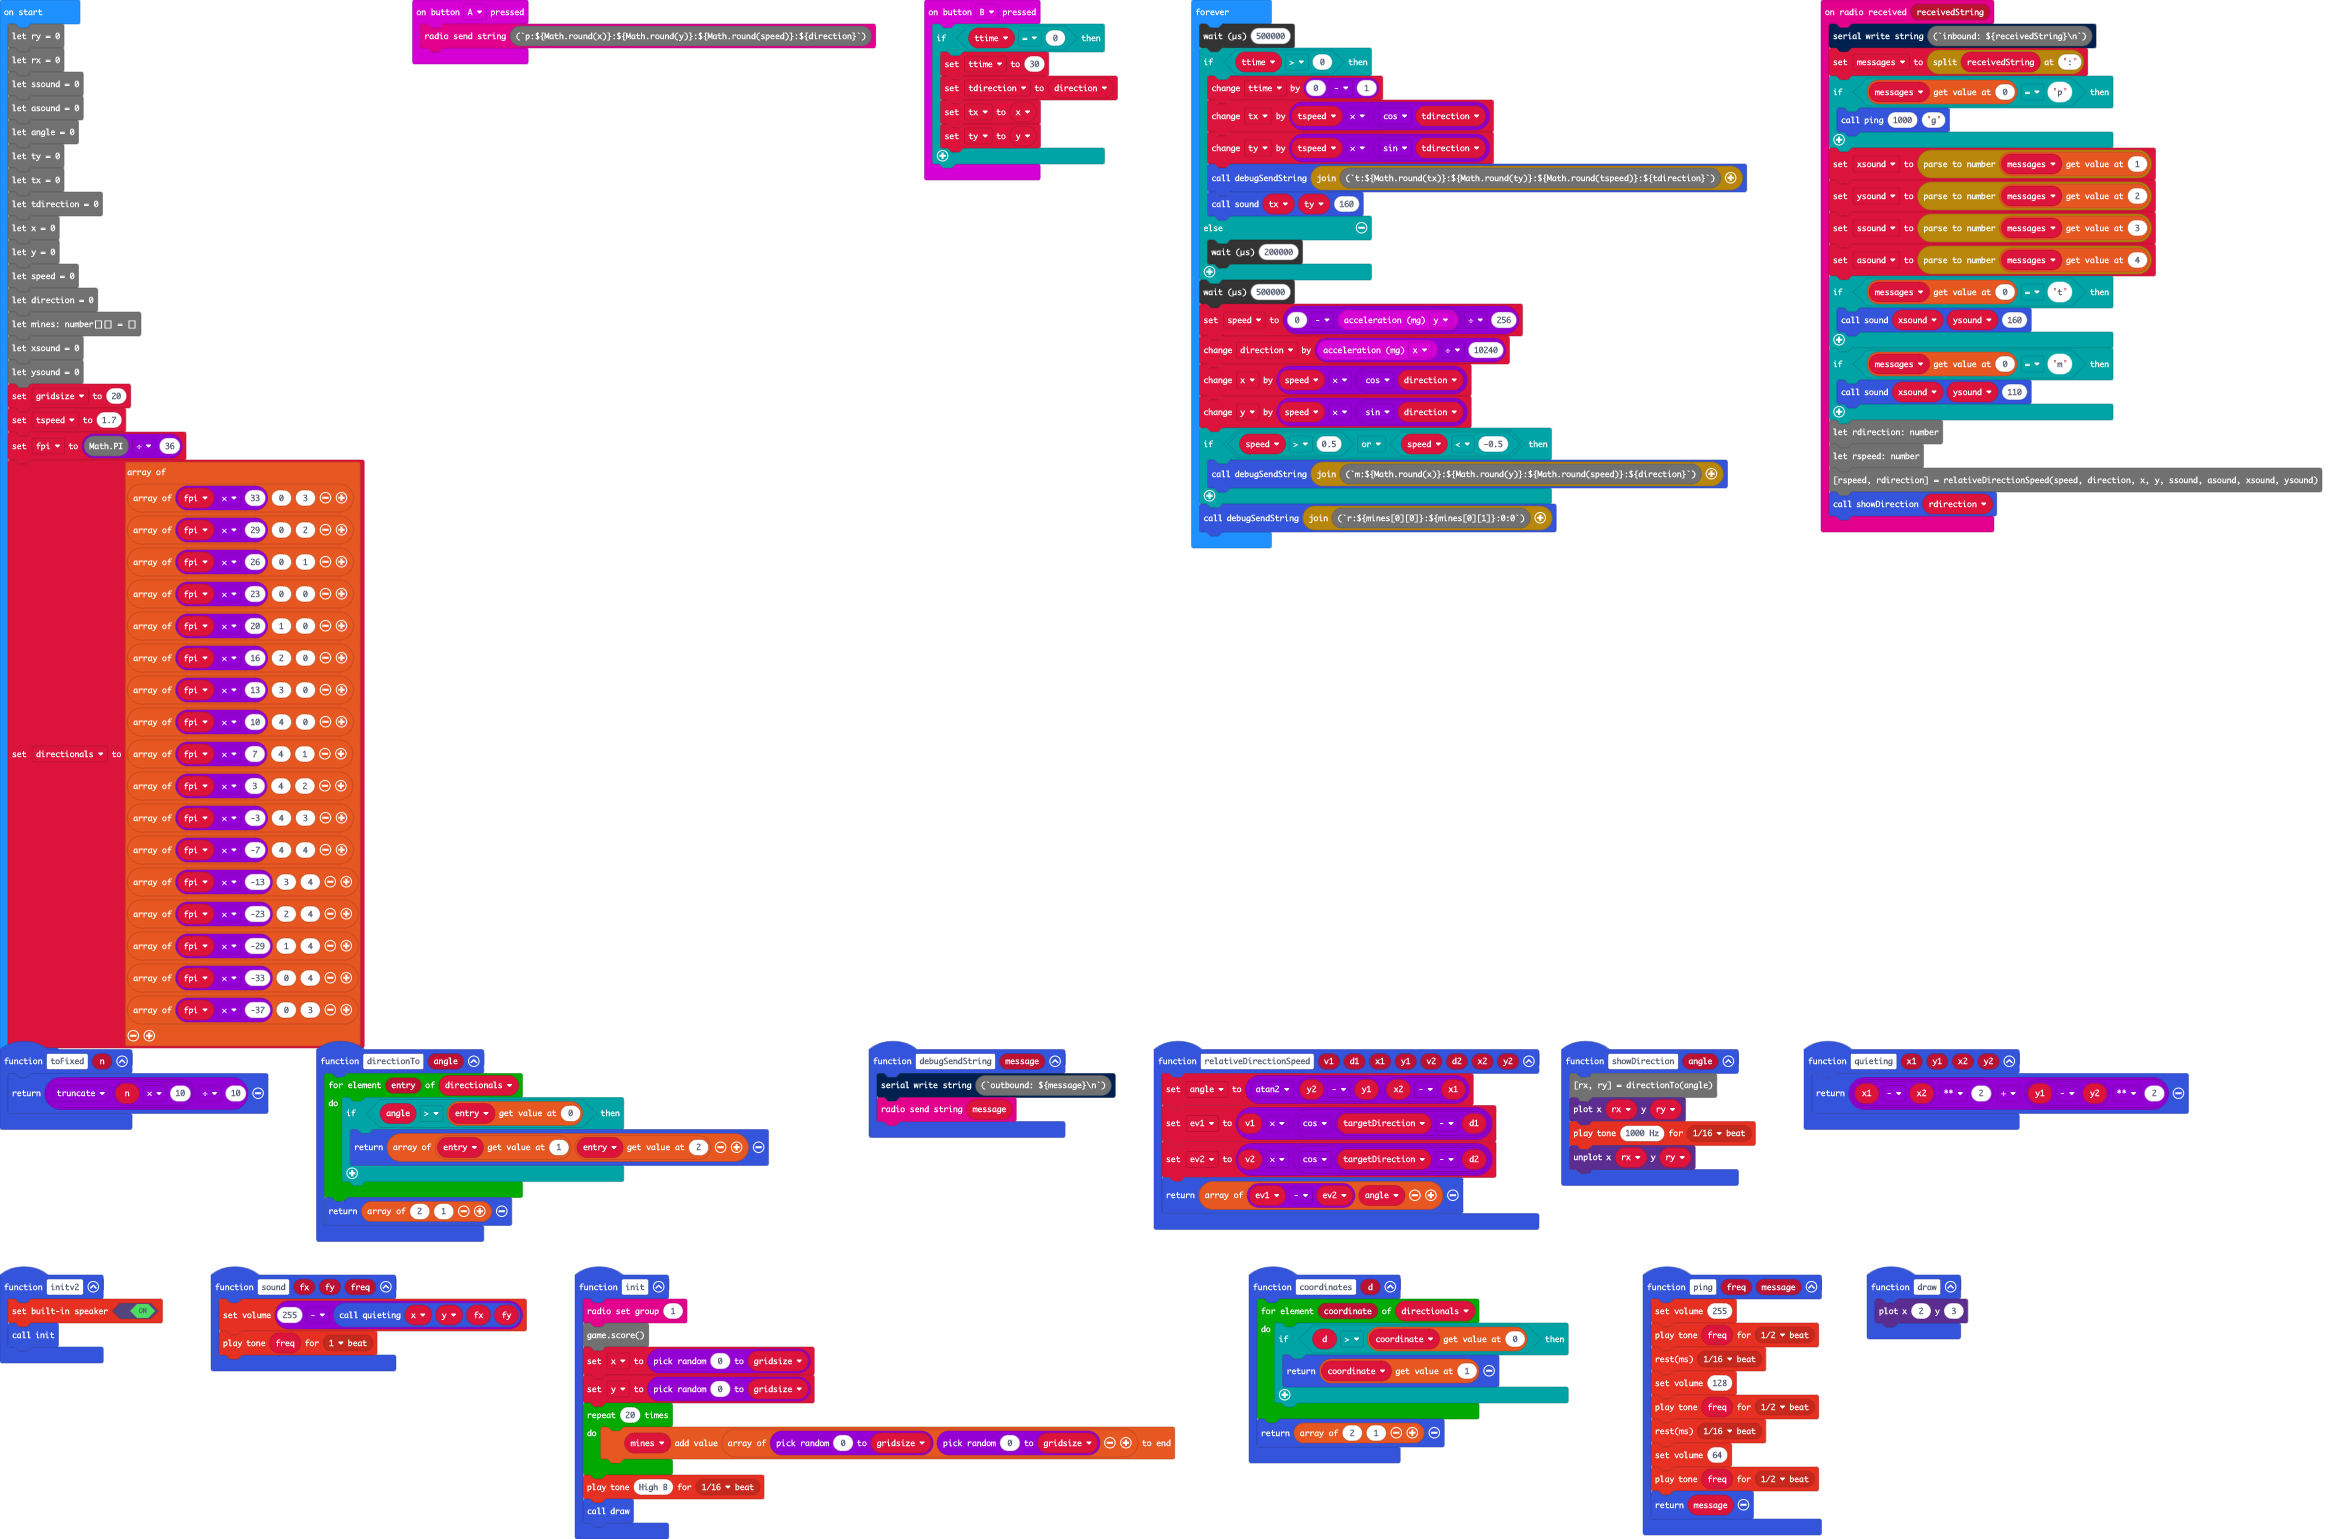 on start
let ry = 0
let rx = 0
let ssound = 0
let asound = 0
let angle = 0
let ty = 0
let tx = 0
let tdirection = 0
let x = 0
let y = 0
let speed = 0
let direction = 0
let mines: number[][] = []
let xsound = 0
let ysound = 0
set gridsize to 20
set tspeed to 1.7
set fpi to Math.PI ÷ 36
set directionals to
array of
array of fpi × 33 0 3
array of fpi × 29 0 2
array of fpi × 26 0 1
array of fpi × 23 0 0
array of fpi × 20 1 0
array of fpi × 16 2 0
array of fpi × 13 3 0
array of fpi × 10 4 0
array of fpi × 7 4 1
array of fpi × 3 4 2
array of fpi × -3 4 3
array of fpi × -7 4 4
array of fpi × -13 3 4
array of fpi × -23 2 4
array of fpi × -29 1 4
array of fpi × -33 0 4
array of fpi × -37 0 3
on button A pressed
radio send string (`p:${Math.round(x)}:${Math.round(y)}:${Math.round(speed)}:${direction}`)
on button B pressed
if ttime = 0 then
set ttime to 30
set tdirection to direction
set tx to x
set ty to y
forever
wait (µs) 500000
if ttime > 0 then
change ttime by 0 - 1
change tx by tspeed × cos tdirection
change ty by tspeed × sin tdirection
call debugSendString join (`t:${Math.round(tx)}:${Math.round(ty)}:${Math.round(tspeed)}:${tdirection}`)
call sound tx ty 160
else
wait (µs) 200000
wait (µs) 500000
set speed to 0 - acceleration (mg) y ÷ 256
change direction by acceleration (mg) x ÷ 10240
change x by speed × cos direction
change y by speed × sin direction
if speed > 0.5 or speed < -0.5 then
call debugSendString join (`m:${Math.round(x)}:${Math.round(y)}:${Math.round(speed)}:${direction}`)
call debugSendString join (`r:${mines[0][0]}:${mines[0][1]}:0:0`)
on radio received receivedString
serial write string (`inbound: ${receivedString}\n`)
set messages to split receivedString at ":"
if messages get value at 0 = "p" then
call ping 1000 "g"
set xsound to parse to number messages get value at 1
set ysound to parse to number messages get value at 2
set ssound to parse to number messages get value at 3
set asound to parse to number messages get value at 4
if messages get value at 0 = "t" then
call sound xsound ysound 160
if messages get value at 0 = "m" then
call sound xsound ysound 110
let rdirection: number
let rspeed: number
[rspeed, rdirection] = relativeDirectionSpeed(speed, direction, x, y, ssound, asound, xsound, ysound)
call showDirection rdirection
function toFixed n
return truncate n × 10 ÷ 10
function directionTo angle
for element entry of directionals
do
if angle > entry get value at 0 then
return array of entry get value at 1 entry get value at 2
return array of 2 1
function debugSendString message
serial write string (`outbound: ${message}\n`)
radio send string message
function relativeDirectionSpeed v1 d1 x1 y1 v2 d2 x2 y2
set angle to atan2 y2 - y1 x2 - x1
set ev1 to v1 × cos targetDirection - d1
set ev2 to v2 × cos targetDirection - d2
return array of ev1 - ev2 angle
function showDirection angle
[rx, ry] = directionTo(angle)
plot x rx y ry
play tone 1000 Hz for 1/16 beat
unplot x rx y ry
function quieting x1 y1 x2 y2
return x1 - x2 ** 2 + y1 - y2 ** 2
function initv2
set built-in speaker ON
call init
function sound fx fy freq
set volume 255 - call quieting x y fx fy
play tone freq for 1 beat
function init
radio set group 1
game.score()
set x to pick random 0 to gridsize
set y to pick random 0 to gridsize
repeat 20 times
do
mines add value array of pick random 0 to gridsize pick random 0 to gridsize to end
play tone High B for 1/16 beat
call draw
function coordinates d
for element coordinate of directionals
do
if d > coordinate get value at 0 then
return coordinate get value at 1
return array of 2 1
function ping freq message
set volume 255
play tone freq for 1/2 beat
rest(ms) 1/16 beat
set volume 128
play tone freq for 1/2 beat
rest(ms) 1/16 beat
set volume 64
play tone freq for 1/2 beat
return message
function draw
plot x 2 y 3